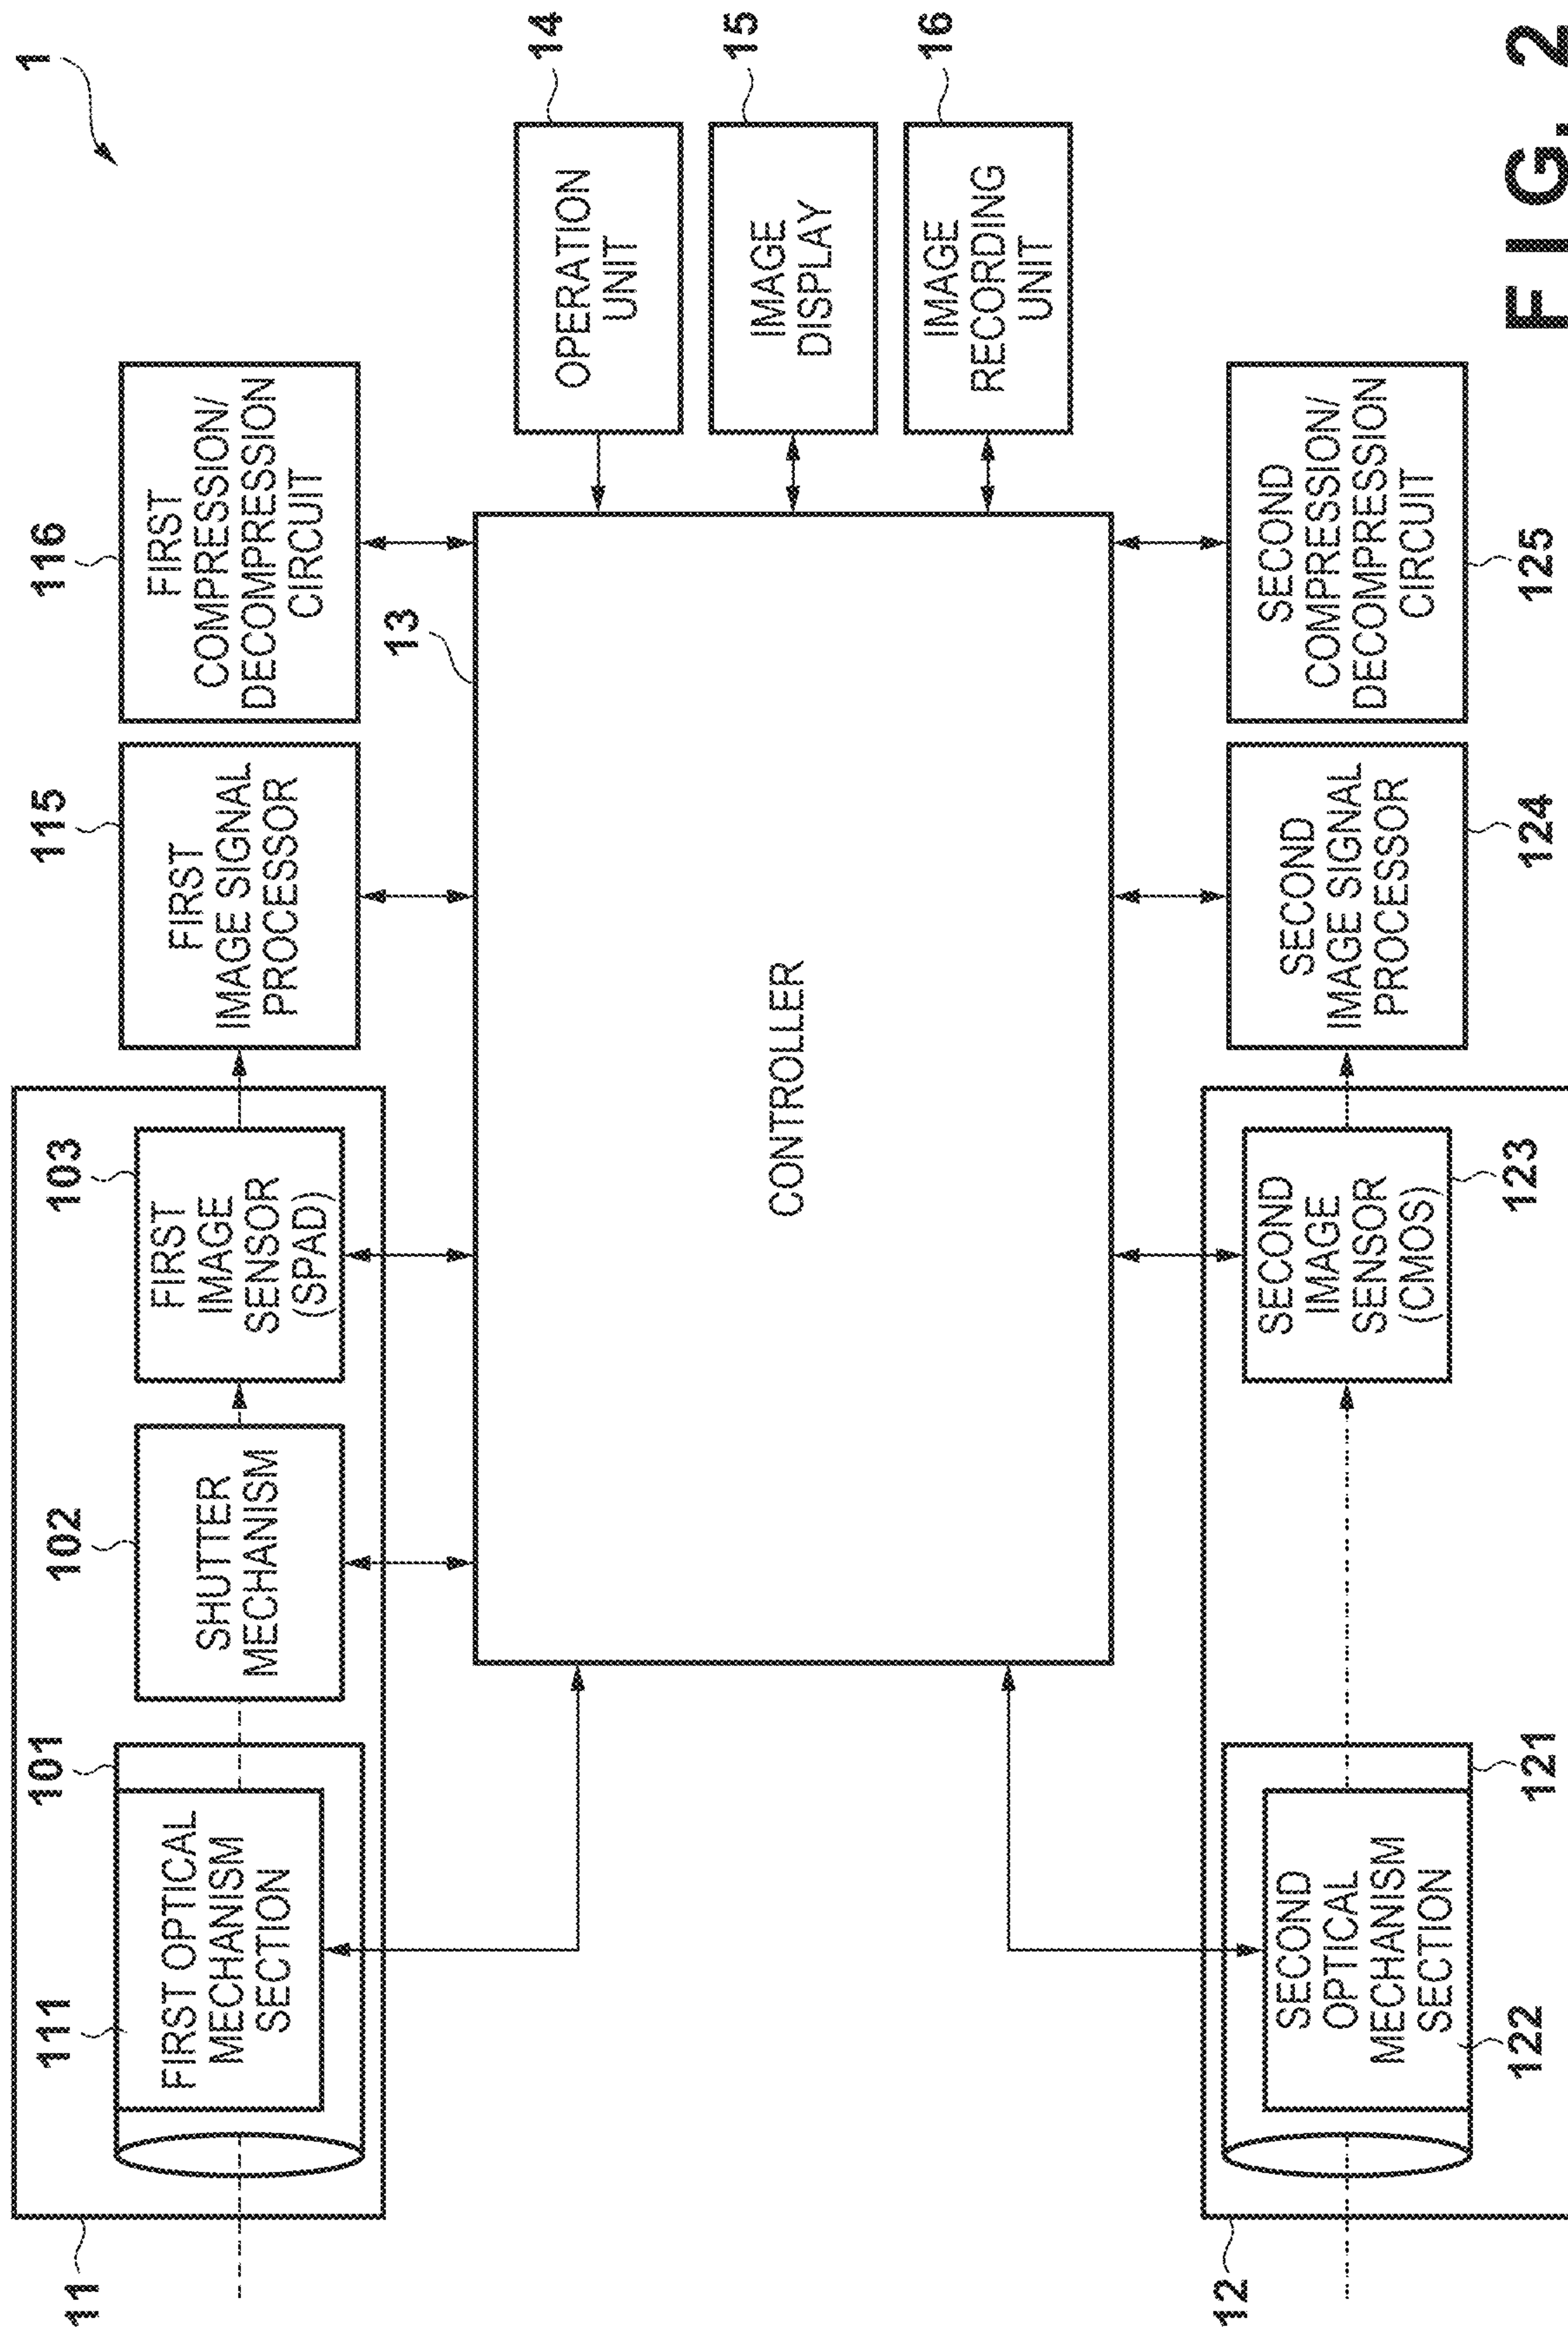 FIG. 2
1
11
111
101
FIRST OPTICAL
MECHANISM
SECTION
102
SHUTTER
MECHANISM
103
FIRST
IMAGE
SENSOR
(SPAD)
115
FIRST
IMAGE SIGNAL
PROCESSOR
116
FIRST
COMPRESSION/
DECOMPRESSION
CIRCUIT
13
CONTROLLER
14
OPERATION
UNIT
15
IMAGE
DISPLAY
16
IMAGE
RECORDING
UNIT
12
SECOND
OPTICAL
MECHANISM
SECTION
122
121
SECOND
IMAGE
SENSOR
(CMOS)
123
SECOND
IMAGE SIGNAL
PROCESSOR
124
SECOND
COMPRESSION/
DECOMPRESSION
CIRCUIT
125